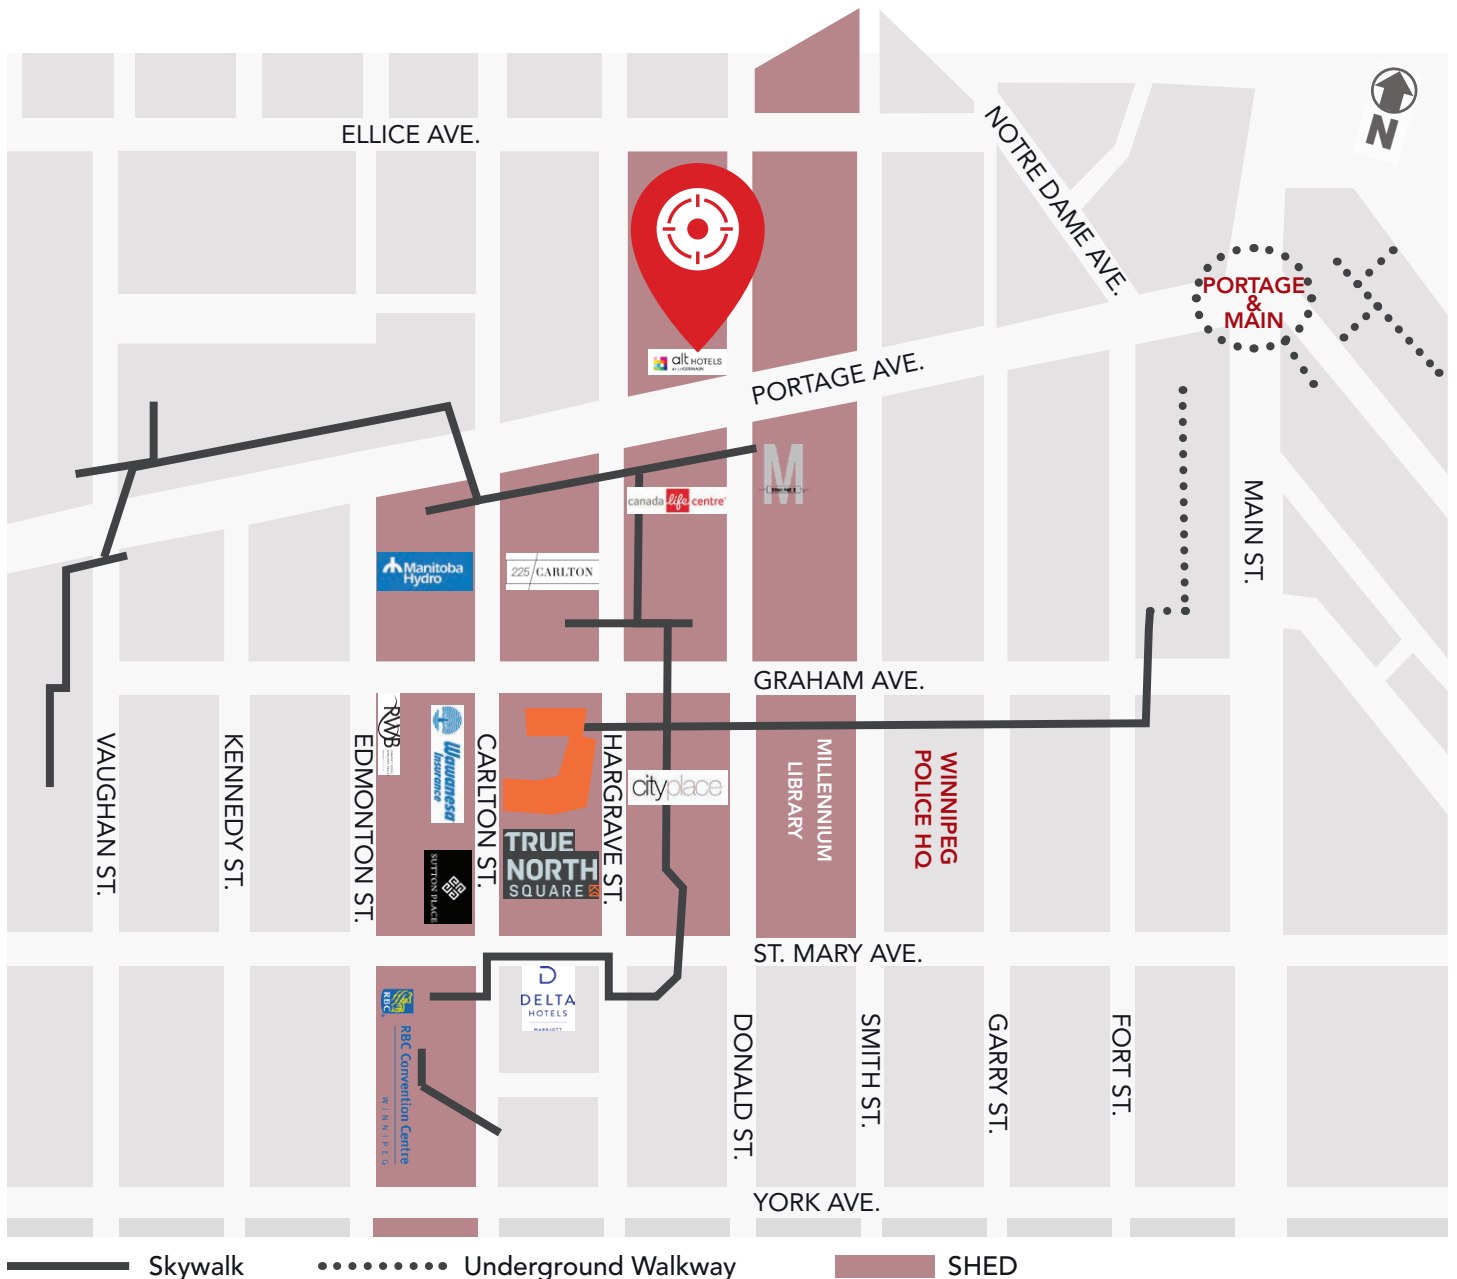 ELLICE AVE.
N
NOTRE DAME AVE.
PORTAGE
&
MAIN
alt HOTELS
PORTAGE AVE.
M
canada life centre
MAIN ST.
Manitoba
Hydro
225 / CARLTON
GRAHAM AVE.
VAUGHAN ST.
KENNEDY ST.
EDMONTON ST.
RWB
Wawanesa
Insurance
CARLTON ST.
HARGRAVE ST.
cityplace
MILLENNIUM
LIBRARY
WINNIPEG
POLICE HQ
TRUE
NORTH
SQUARE
SUTTON PLACE
ST. MARY AVE.
DELTA
HOTELS
MARRIOTT
RBC
RBC Convention Centre
WINNIPEG
DONALD ST.
SMITH ST.
GARRY ST.
FORT ST.
YORK AVE.
Skywalk
Underground Walkway
SHED